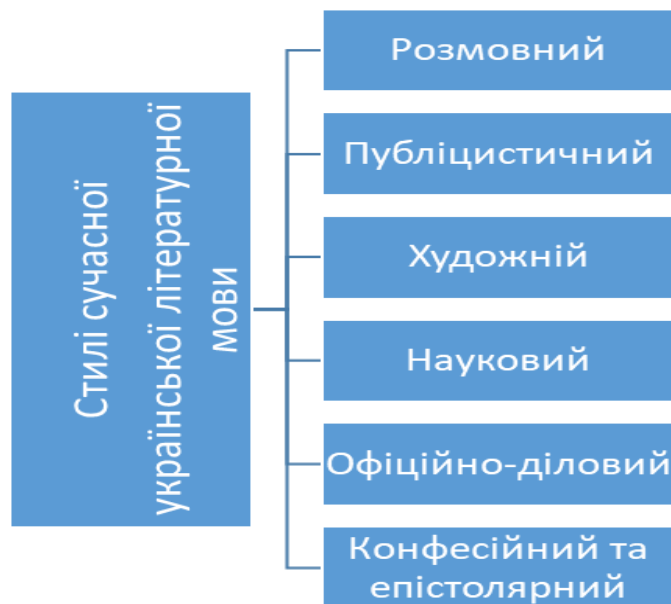 Стилі сучасної
української літературної
мови
Розмовний
Публіцистичний
Художній
Науковий
Офіційно-діловий
Конфесійний та
епістолярний